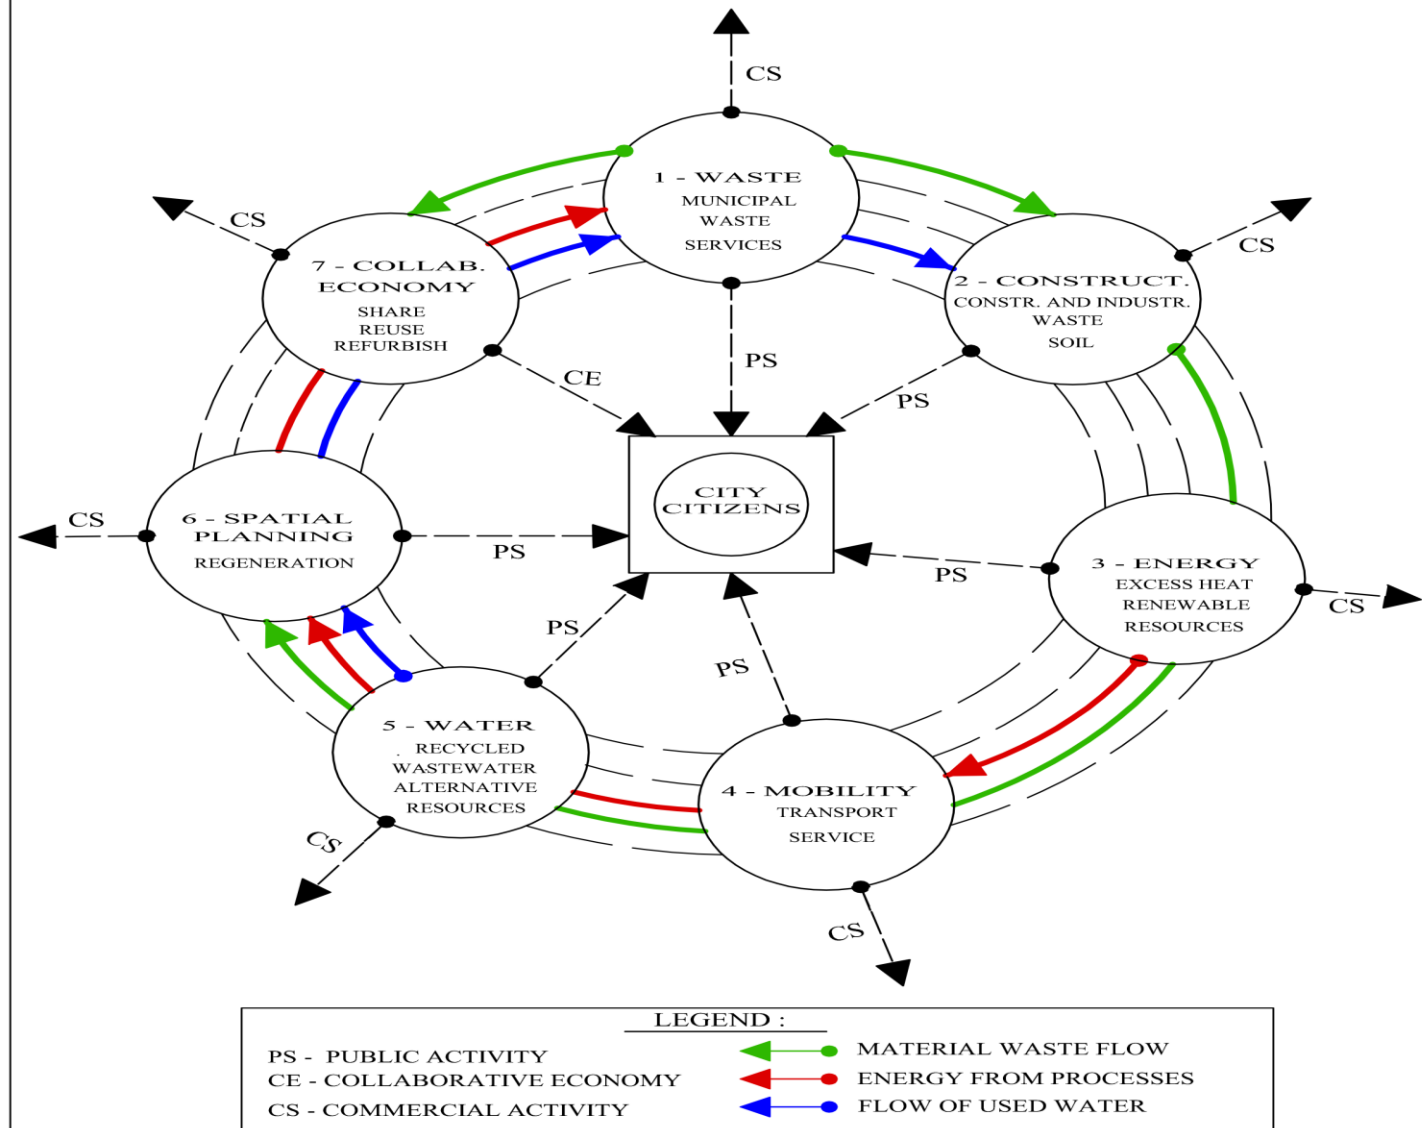 CS
1 - WASTE
MUNICIPAL
WASTE
SERVICES
CS
7 - COLLAB.
ECONOMY
SHARE
REUSE
REFURBISH
CS
2 - CONSTRUCT.
CONSTR. AND INDUSTR.
WASTE
SOIL
CE
PS
PS
CITY
CITIZENS
CS
6 - SPATIAL
PLANNING
REGENERATION
PS
PS
3 - ENERGY
EXCESS HEAT
RENEWABLE
RESOURCES
CS
PS
PS
5 - WATER
RECYCLED
WASTEWATER
ALTERNATIVE
RESOURCES
CS
4 - MOBILITY
TRANSPORT
SERVICE
CS
LEGEND :
PS - PUBLIC ACTIVITY
CE - COLLABORATIVE ECONOMY
CS - COMMERCIAL ACTIVITY
MATERIAL WASTE FLOW
ENERGY FROM PROCESSES
FLOW OF USED WATER